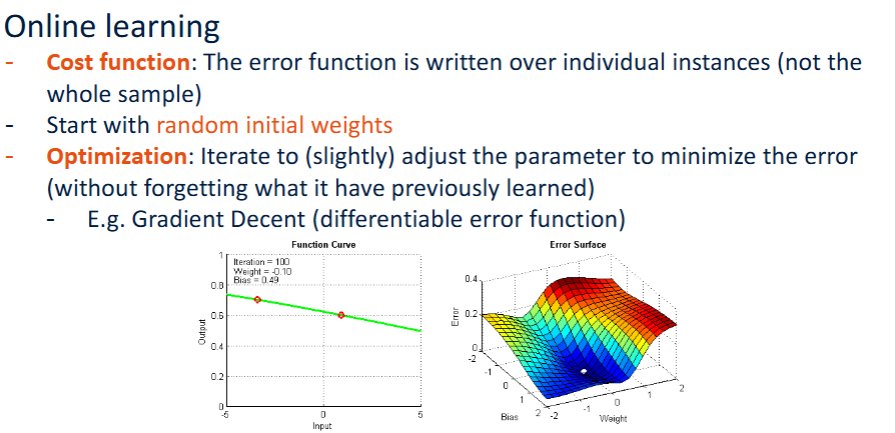 Online learning
- Cost function: The error function is written over individual instances (not the
whole sample)
- Start with random initial weights
- Optimization: Iterate to (slightly) adjust the parameter to minimize the error
(without forgetting what it have previously learned)
- E.g. Gradient Decent (differentiable error function)
Function Curve
Iteration = 100
Weight = -0.10
Bias = 0.49
1
0.8
0.6
0.4
0.2
0
Output
-5
0
5
Input
Error Surface
0.4
0.2
0
Error
-2
-1
0
1
2
Bias
-2
-1
0
1
2
Weight